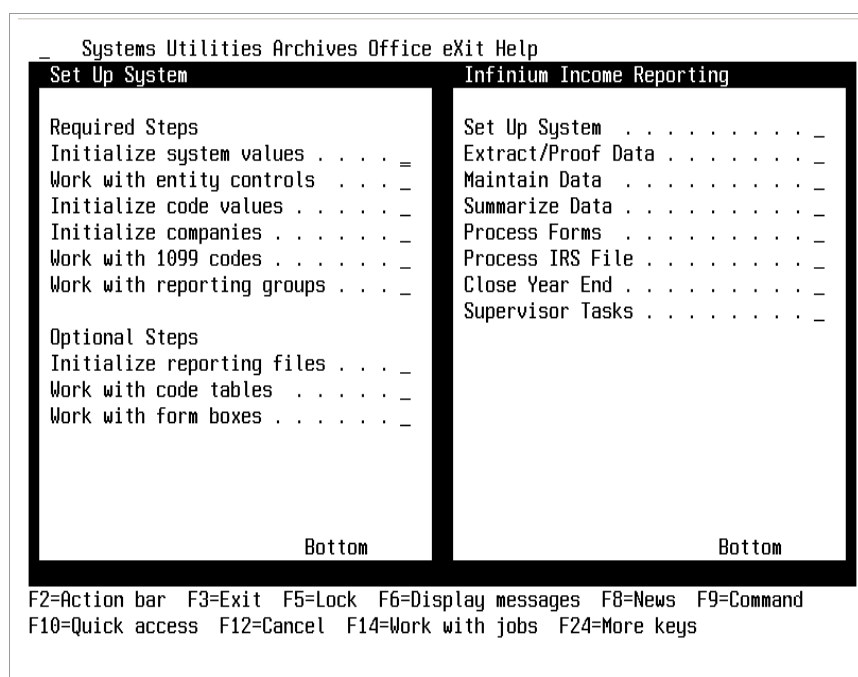 _ Systems Utilities Archives Office eXit Help
Set Up System
Required Steps
Initialize system values . . . . _
Work with entity controls . . . _
Initialize code values . . . . . _
Initialize companies . . . . . . _
Work with 1099 codes . . . . . . _
Work with reporting groups . . . _
Optional Steps
Initialize reporting files . . . _
Work with code tables . . . . . _
Work with form boxes . . . . . . _
Bottom
Infinium Income Reporting
Set Up System . . . . . . . . . _
Extract/Proof Data . . . . . . . _
Maintain Data . . . . . . . . . _
Summarize Data . . . . . . . . . _
Process Forms . . . . . . . . . _
Process IRS File . . . . . . . . _
Close Year End . . . . . . . . . _
Supervisor Tasks . . . . . . . . _
Bottom
F2=Action bar F3=Exit F5=Lock F6=Display messages F8=News F9=Command
F10=Quick access F12=Cancel F14=Work with jobs F24=More keys